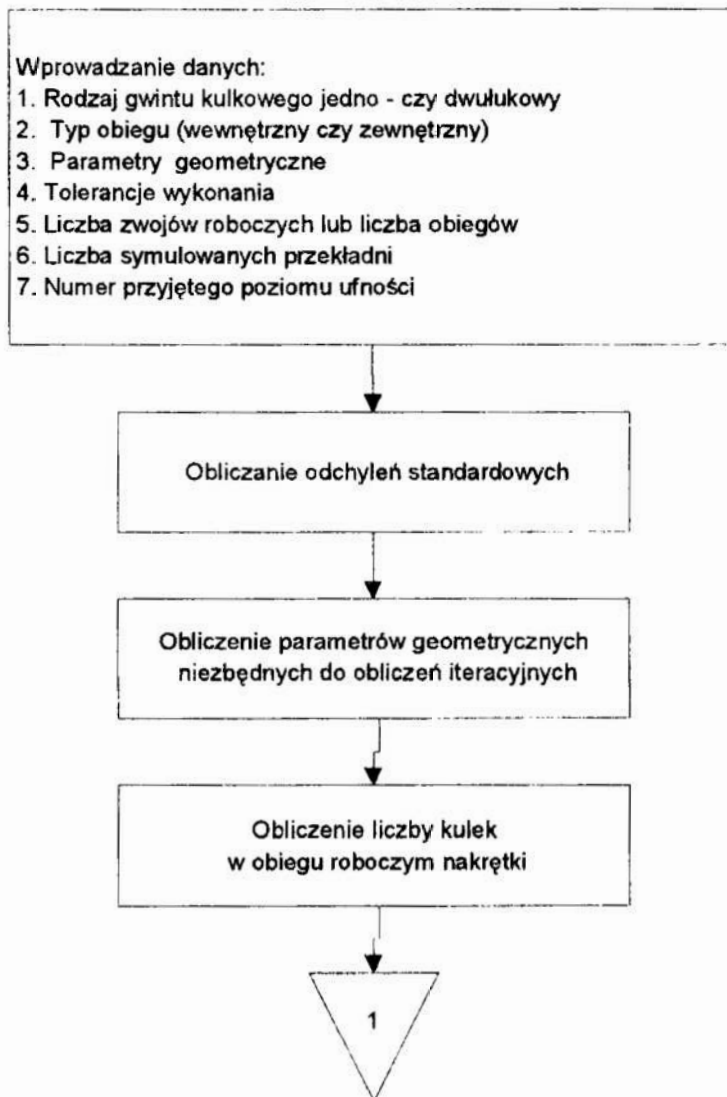 Wprowadzanie danych:
1. Rodzaj gwintu kulkowego jedno - czy dwułukowy
2. Typ obiegu (wewnętrzny czy zewnętrzny)
3. Parametry geometryczne
4. Tolerancje wykonania
5. Liczba zwojów roboczych lub liczba obiegów
6. Liczba symulowanych przekładni
7. Numer przyjętego poziomu ufności
Obliczanie odchyleń standardowych
Obliczenie parametrów geometrycznych
niezbędnych do obliczeń iteracyjnych
Obliczenie liczby kulek
w obiegu roboczym nakrętki
1